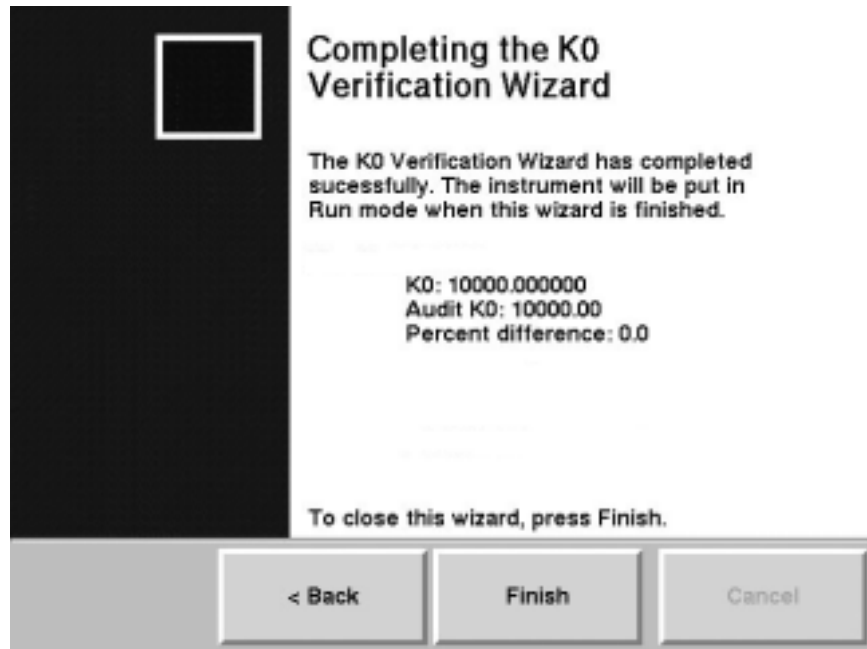 Completing the K0
Verification Wizard
The K0 Verification Wizard has completed
sucessfully. The instrument will be put in
Run mode when this wizard is finished.
K0: 10000.000000
Audit K0: 10000.00
Percent difference: 0.0
To close this wizard, press Finish.
< Back
Finish
Cancel